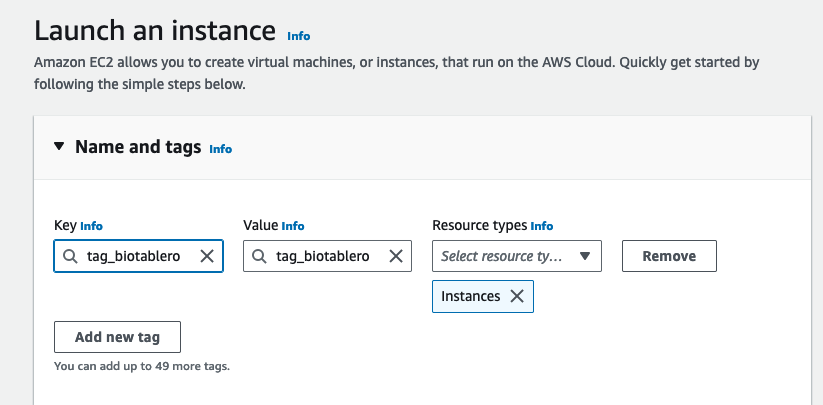 Launch an instance Info
Amazon EC2 allows you to create virtual machines, or instances, that run on the AWS Cloud. Quickly get started by
following the simple steps below.
Name and tags Info
Key Info Value Info Resource types Info
tag_biotablero tag_biotablero Select resource ty... Remove
Instances
Add new tag
You can add up to 49 more tags.